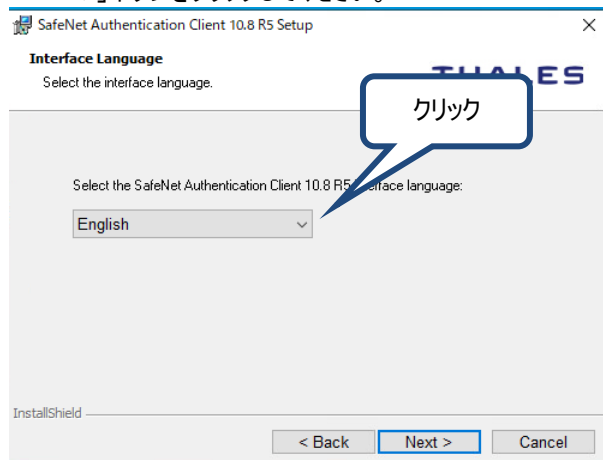 SafeNet Authentication Client 10.8 R5 Setup
Interface Language
Select the interface language.
THALES
クリック
Select the SafeNet Authentication Client 10.8 R5 interface language:
English
InstallShield
< Back
Next >
Cancel